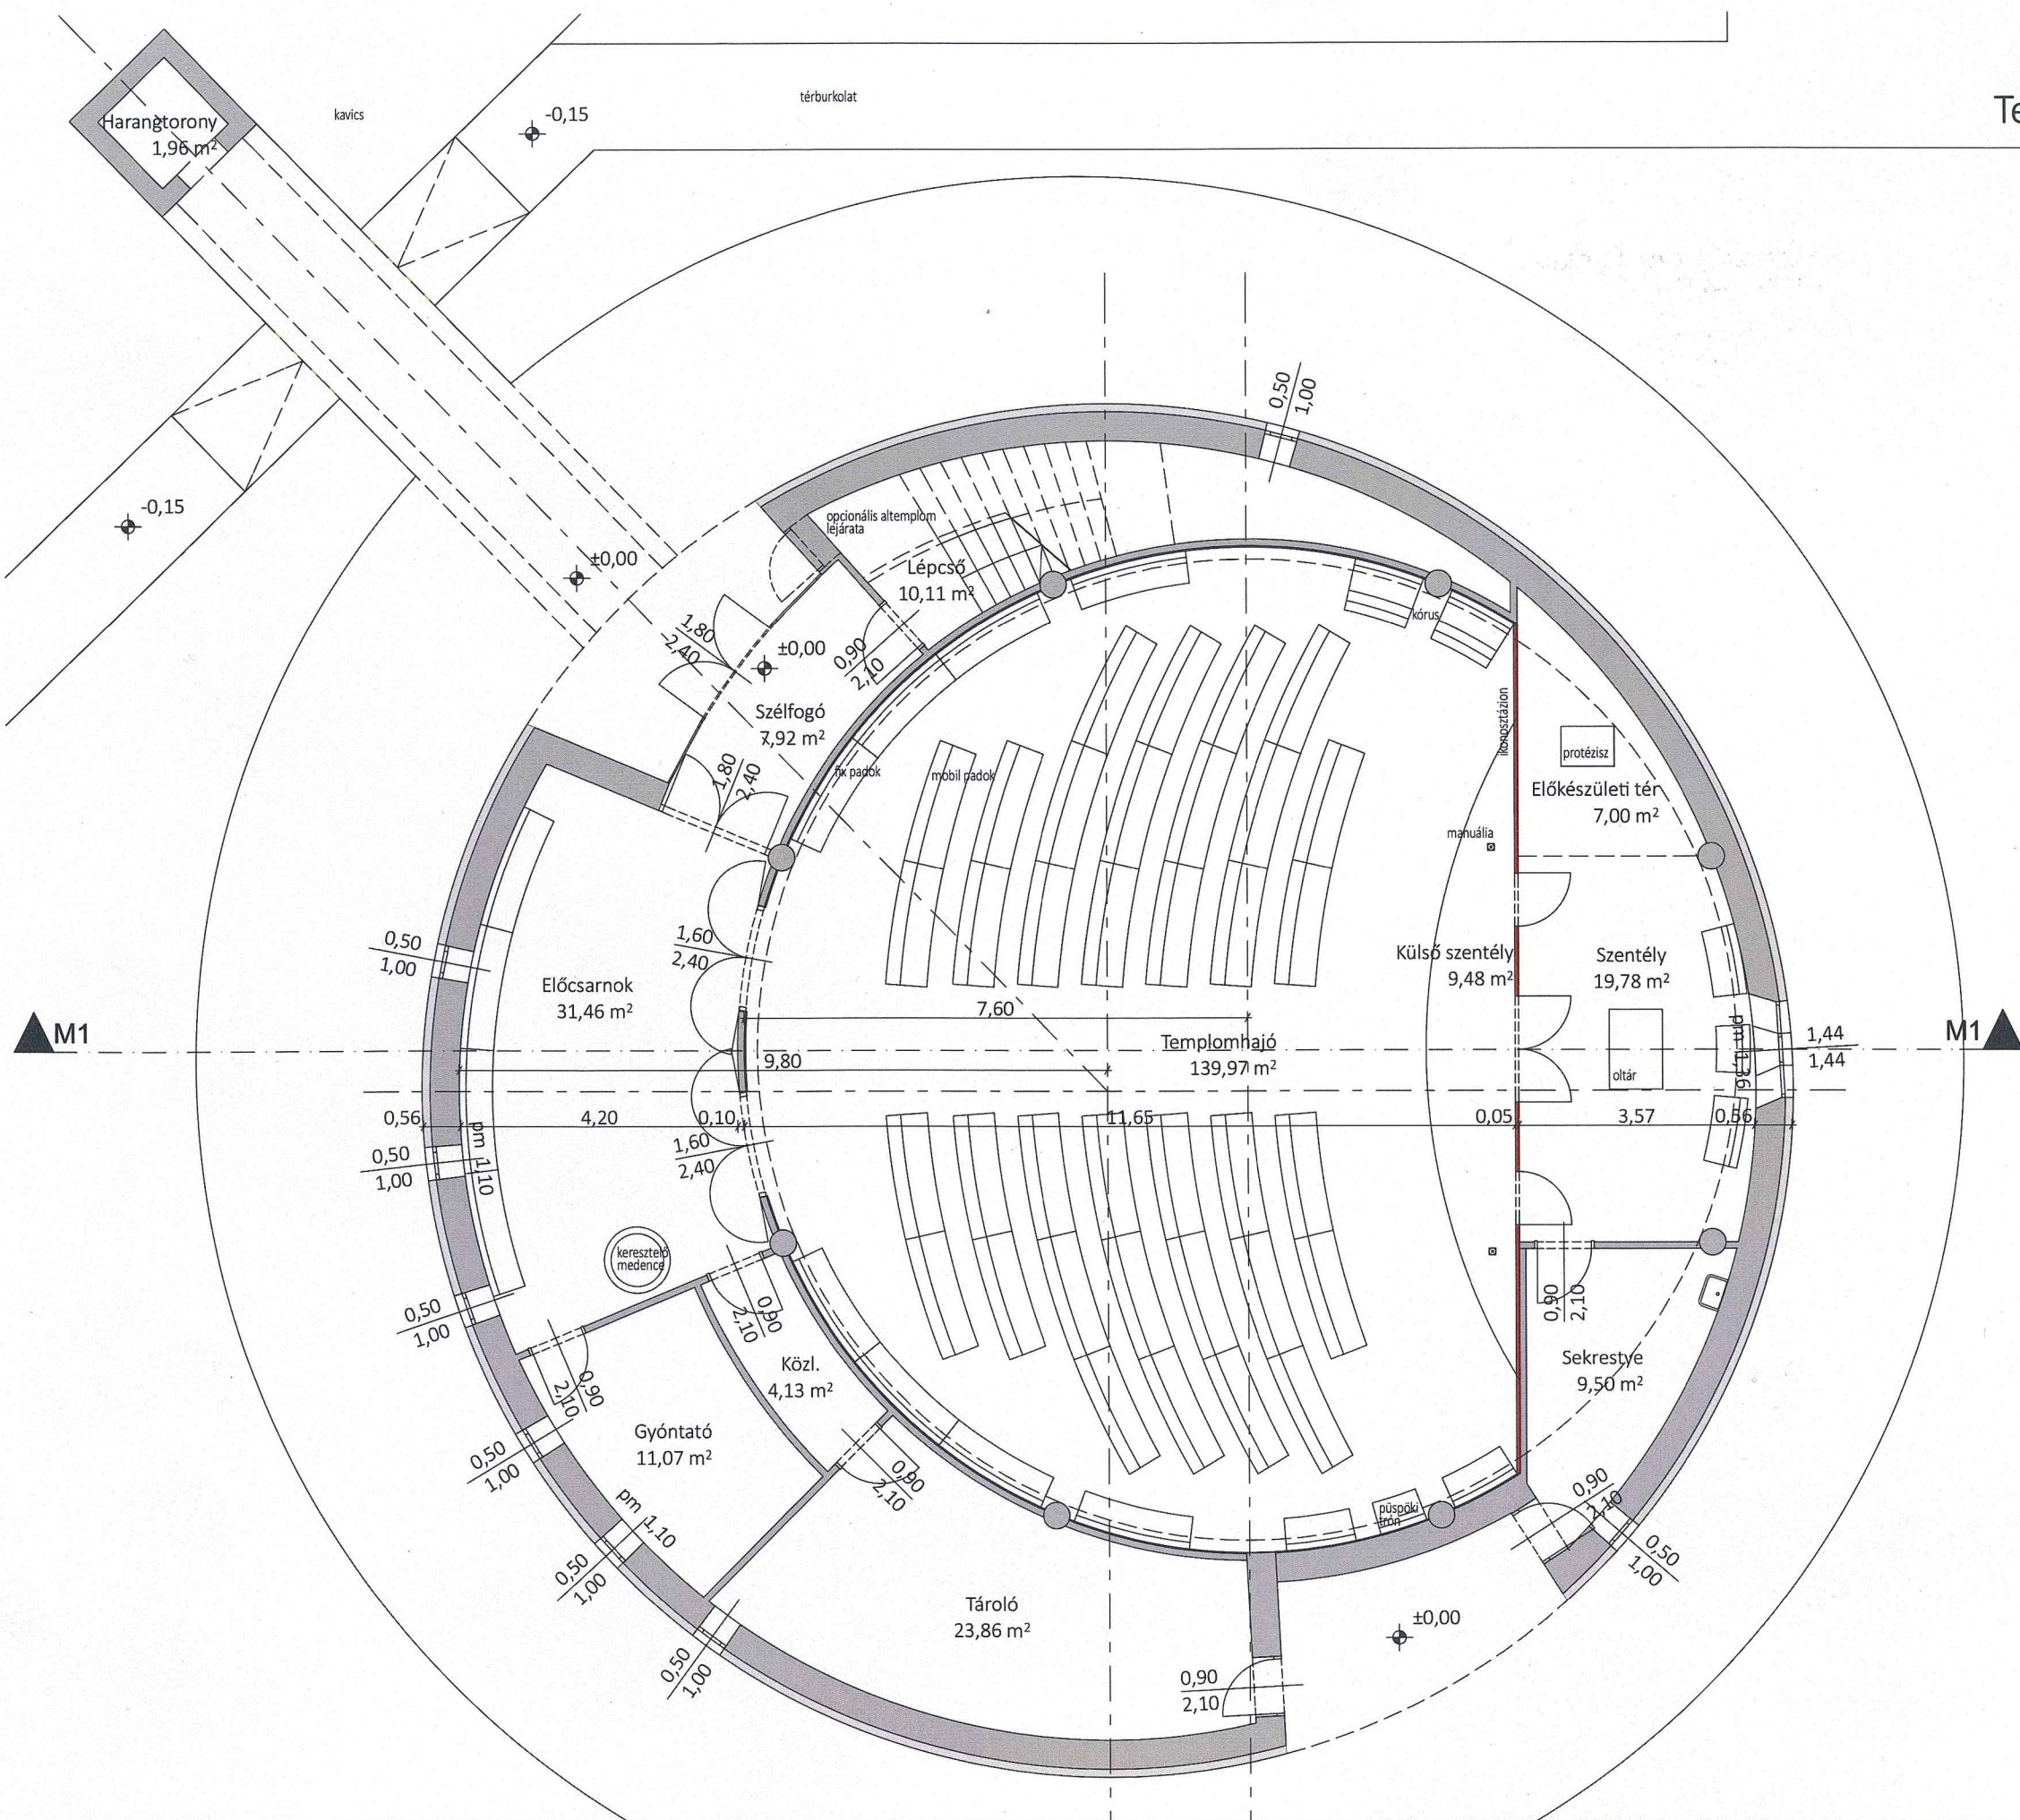 Te
kavics
térburkolat
-0,15
Harangtorony
1,96 m²
-0,15
±0,00
0,50
1,00
opcionális altemplom
lejárata
Lépcső
10,11 m²
1,80
2,40
±0,00
0,90
2,10
kórus
Szélfogó
7,92 m²
1,80
2,40
fix padok
mobil padok
ikonosztázion
protézisz
Előkészületi tér
7,00 m²
manuália
0,50
1,00
1,60
2,40
Előcsarnok
31,46 m²
Külső szentély
9,48 m²
Szentély
19,78 m²
7,60
M1
M1
Templomhajó
139,97 m²
9,80
oltár
pm 1,36
1,44
1,44
0,56
4,20
0,10
11,65
0,05
3,57
0,56
pm 1,10
0,50
1,00
1,60
2,40
keresztelő
medence
0,50
1,00
0,90
2,10
0,90
2,10
Közl.
4,13 m²
0,90
2,10
Sekrestye
9,50 m²
Gyóntató
11,07 m²
0,50
1,00
0,90
2,10
pm 1,10
püspöki
trón
0,90
2,10
0,50
1,00
0,50
1,00
Tároló
23,86 m²
±0,00
0,50
1,00
0,90
2,10